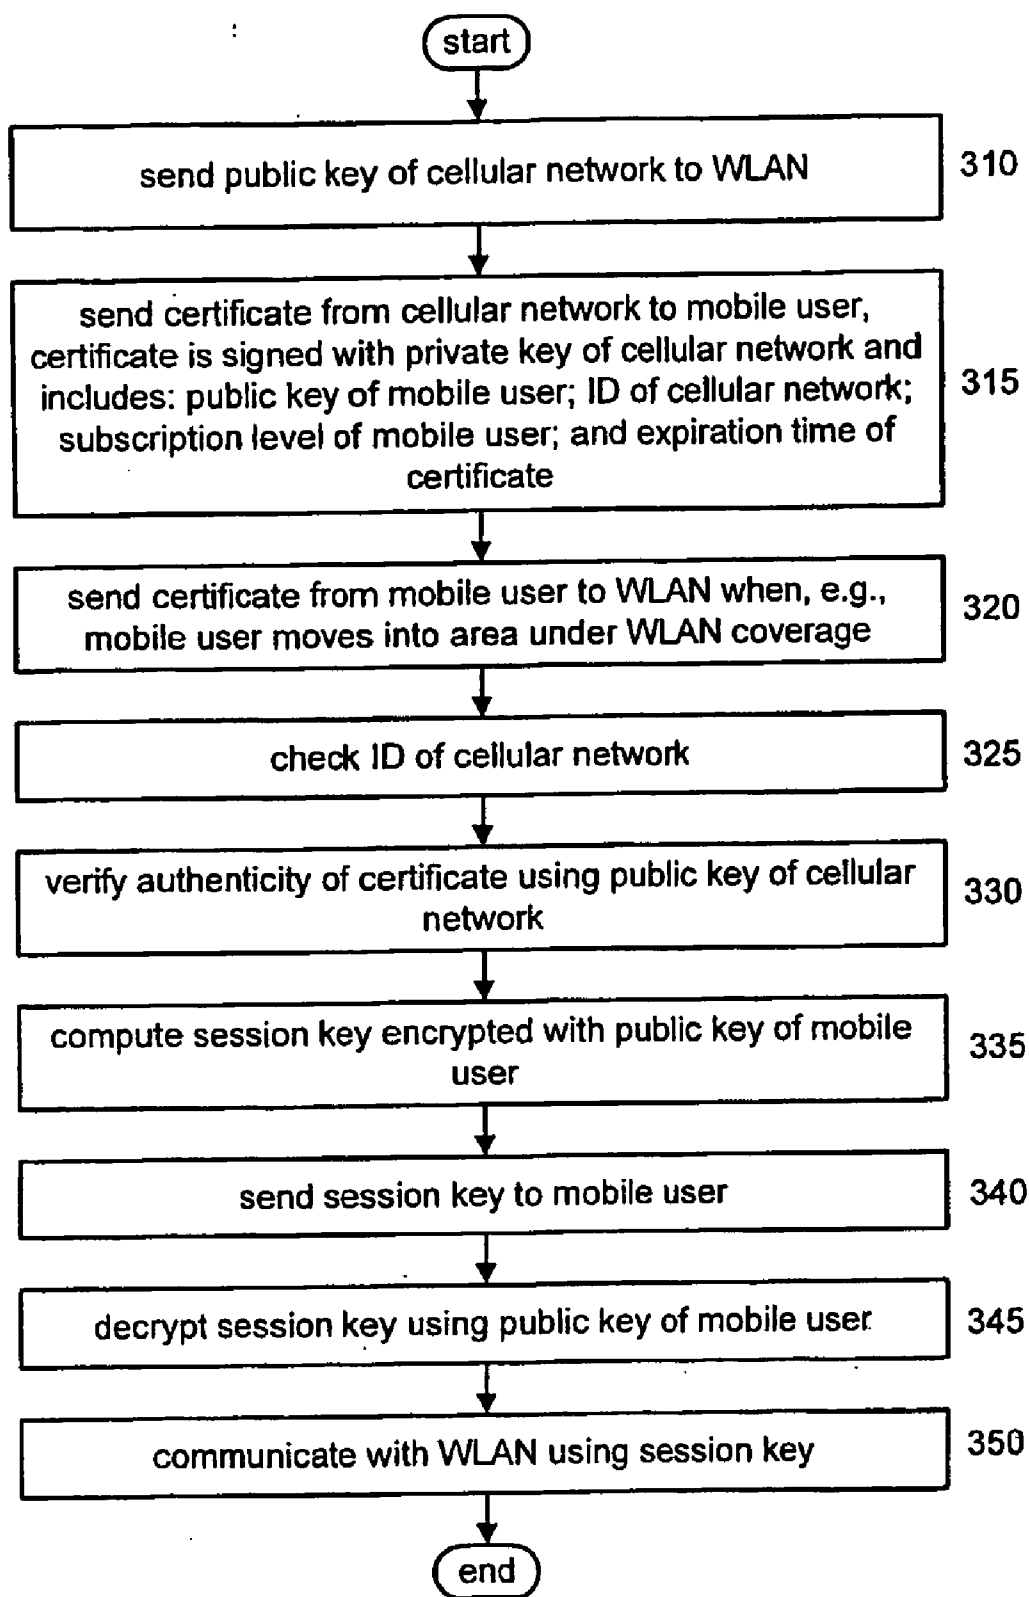 start
send public key of cellular network to WLAN
310
send certificate from cellular network to mobile user,
certificate is signed with private key of cellular network and
includes: public key of mobile user; ID of cellular network;
subscription level of mobile user; and expiration time of
certificate
315
send certificate from mobile user to WLAN when, e.g.,
mobile user moves into area under WLAN coverage
320
check ID of cellular network
325
verify authenticity of certificate using public key of cellular
network
330
compute session key encrypted with public key of mobile
user
335
send session key to mobile user
340
decrypt session key using public key of mobile user
345
communicate with WLAN using session key
350
end